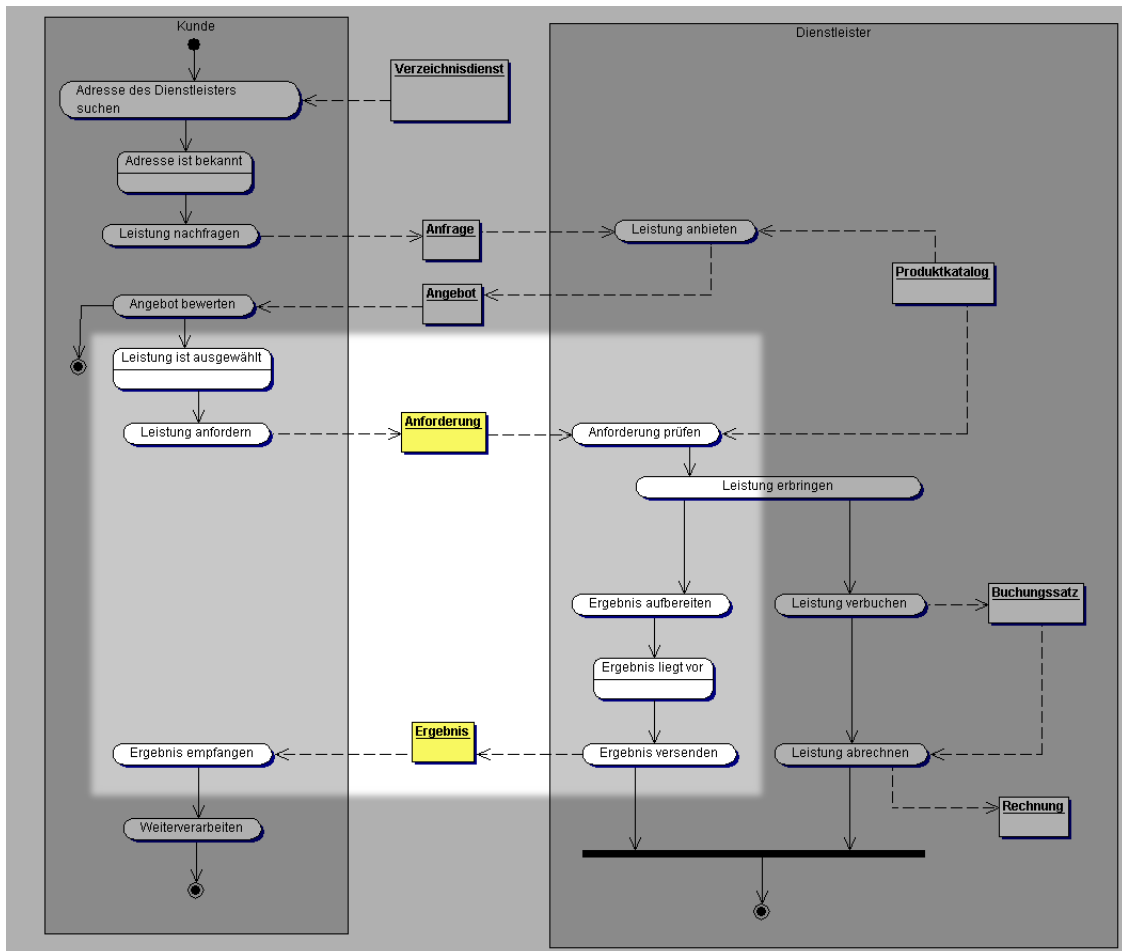 Kunde
Dienstleister
Verzeichnisdienst
Adresse des Dienstleisters
suchen
Adresse ist bekannt
Leistung nachfragen
Anfrage
Leistung anbieten
Produktkatalog
Angebot bewerten
Angebot
Leistung ist ausgewählt
Leistung anfordern
Anforderung
Anforderung prüfen
Leistung erbringen
Ergebnis aufbereiten
Leistung verbuchen
Buchungssatz
Ergebnis liegt vor
Ergebnis empfangen
Ergebnis
Ergebnis versenden
Leistung abrechnen
Rechnung
Weiterverarbeiten